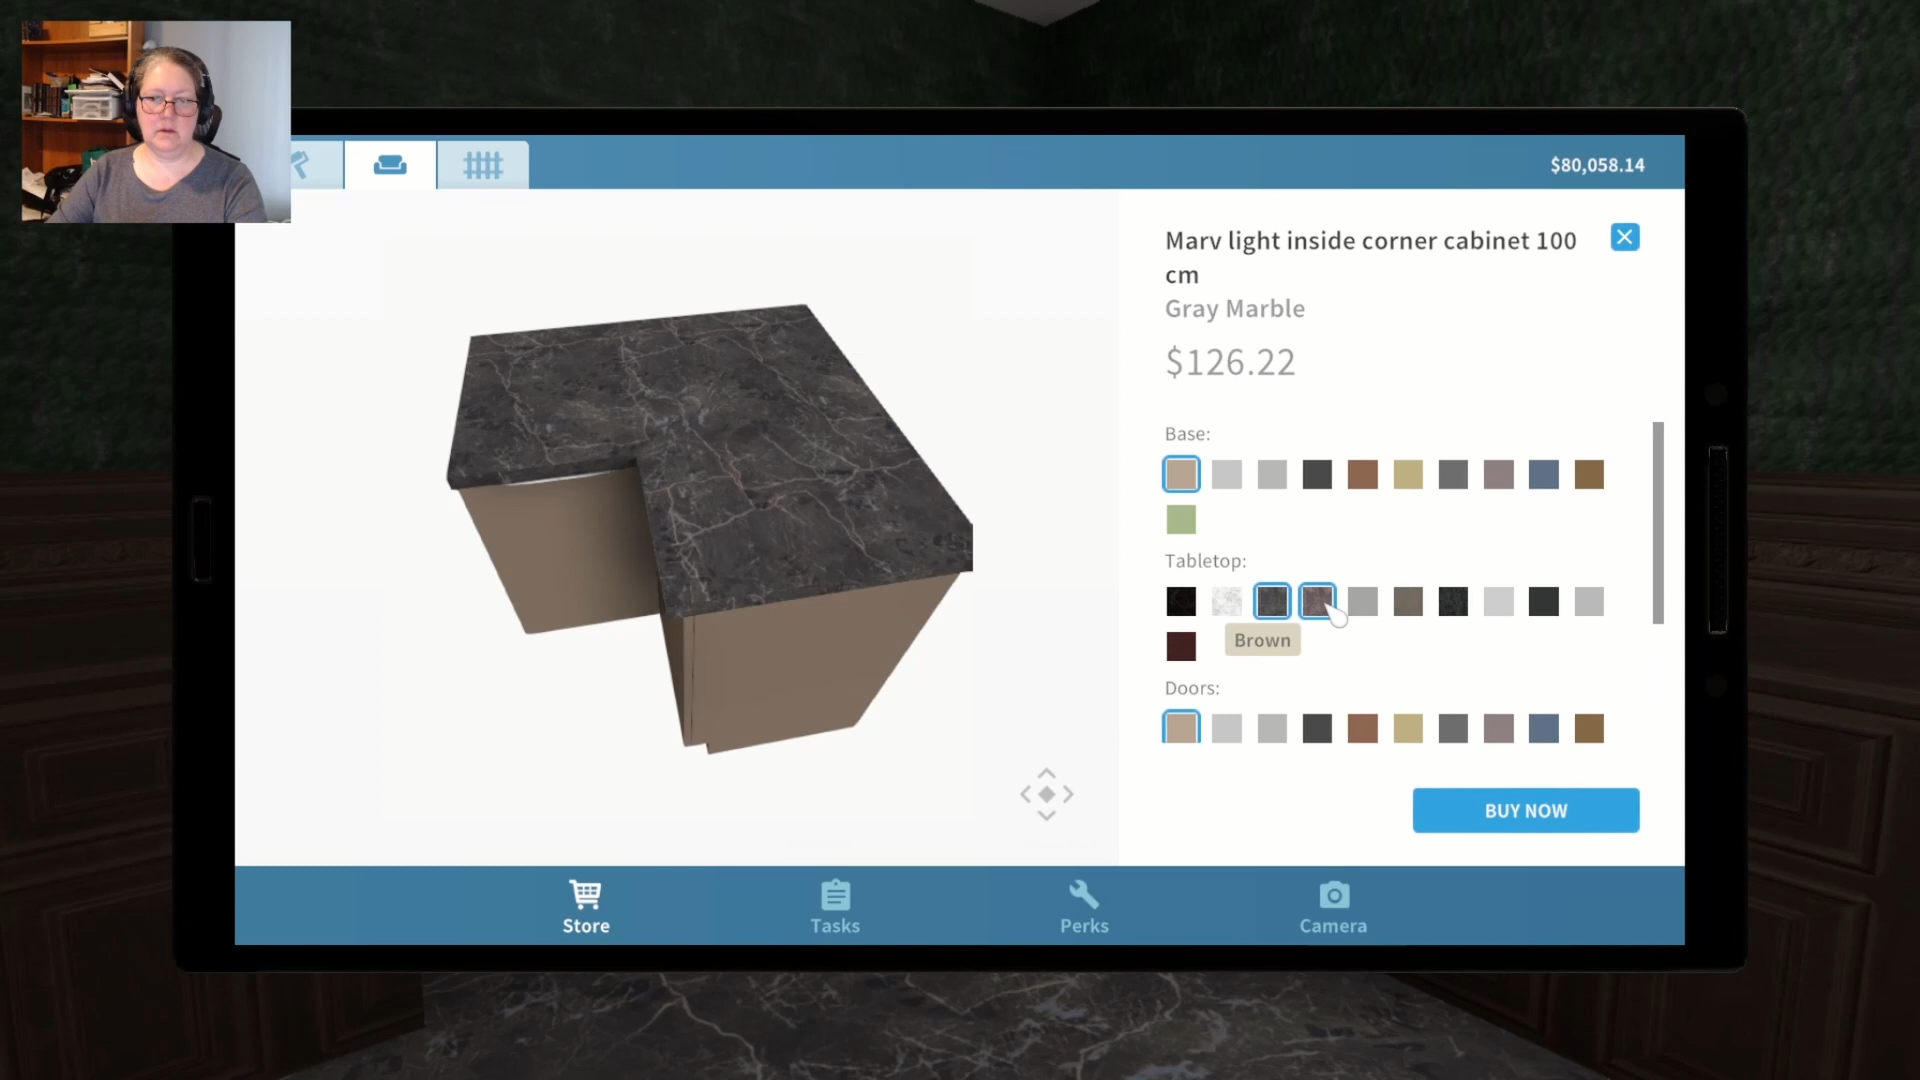 $80,058.14
Marv light inside corner cabinet 100
cm
Gray Marble
$126.22
Base:
Tabletop:
Brown
Doors:
BUY NOW
Store
Tasks
Perks
Camera